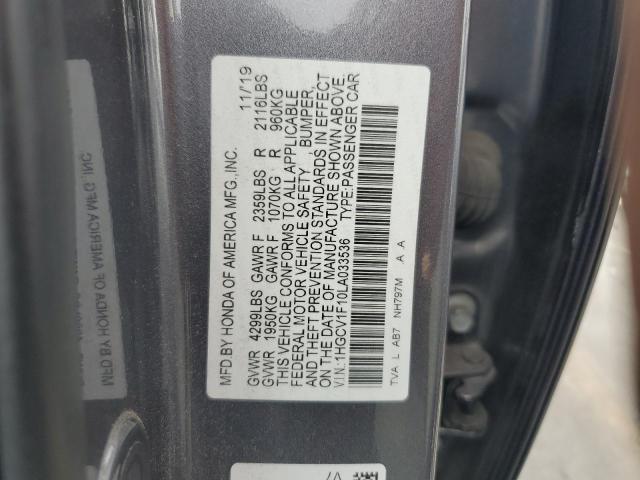 MFD BY HONDA OF AMERICA MFG.,INC. 11/19
GVWR 4299LBS GAWR F 2359LBS R 2116LBS
GVWR 1950KG GAWR F 1070KG R 960KG
THIS VEHICLE CONFORMS TO ALL APPLICABLE
FEDERAL MOTOR VEHICLE SAFETY BUMPER,
AND THEFT PREVENTION STANDARDS IN EFFECT
ON THE DATE OF MANUFACTURE SHOWN ABOVE.
V.I.N.:1HGCV1F10LA033536 TYPE:PASSENGER CAR
TVA L AB7 NH797M A A
MFD BY HONDA OF AMERICA MFG. INC